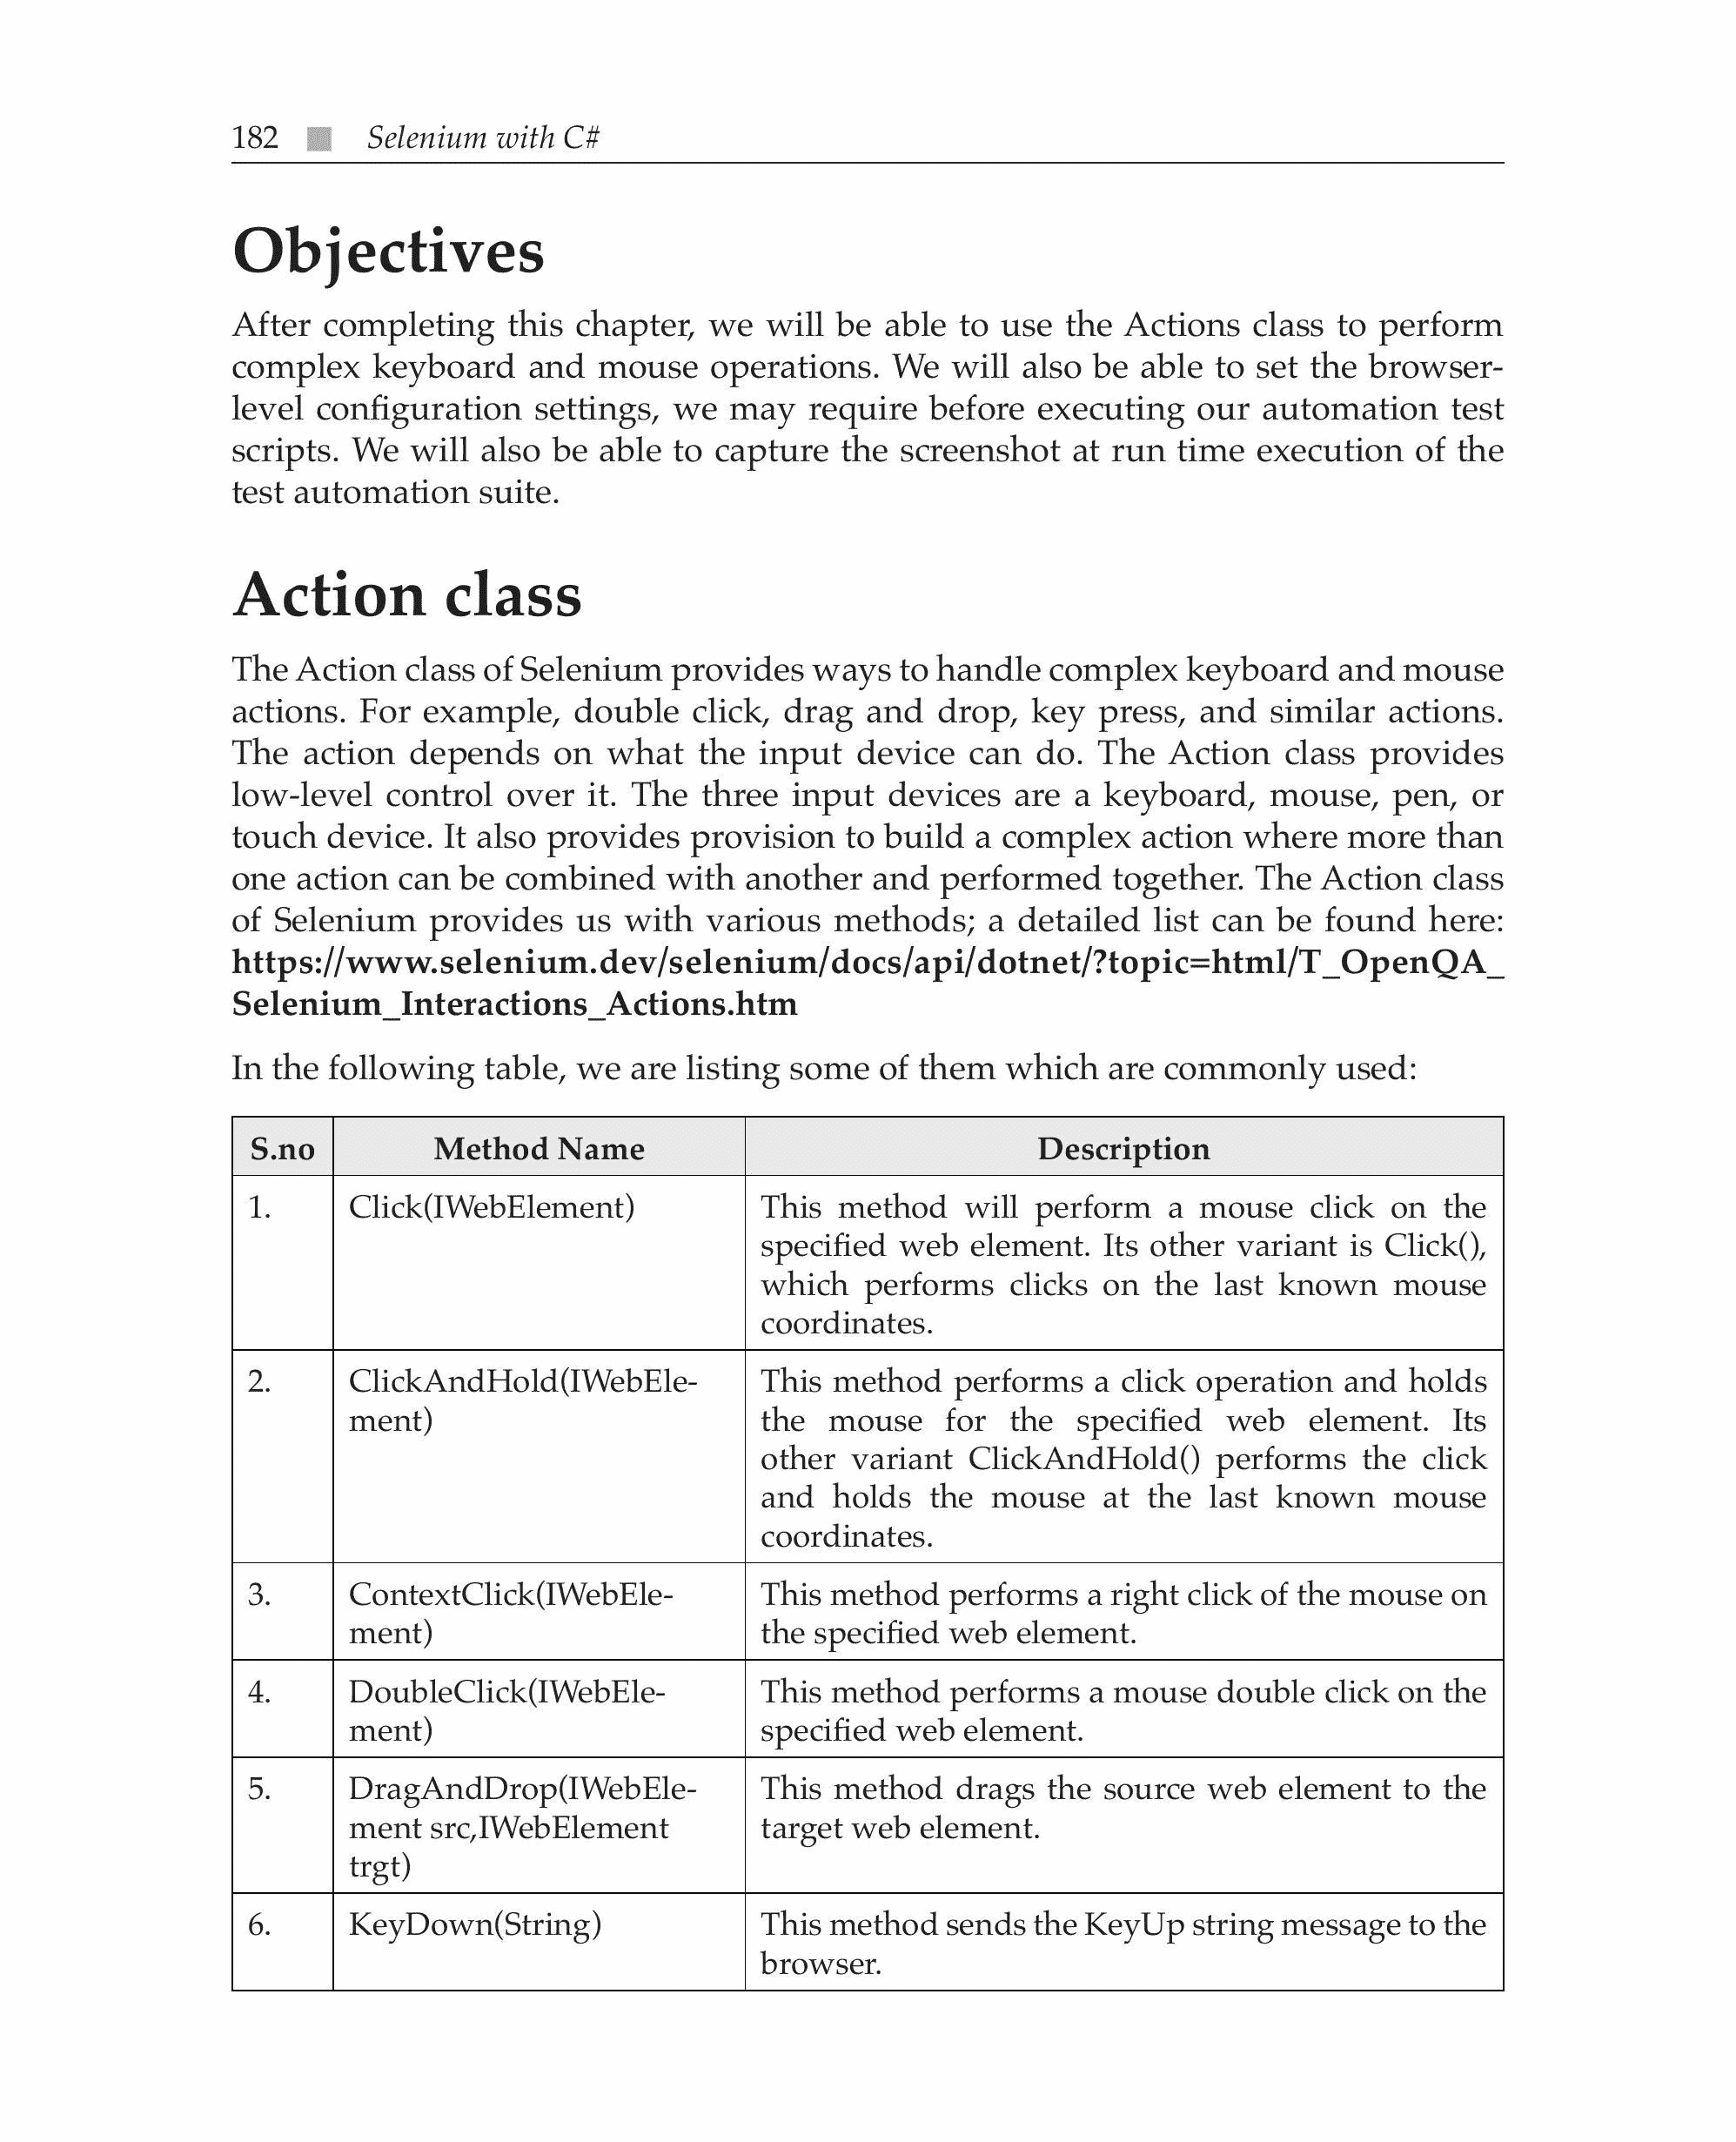 182 Selenium with C#
Objectives
After completing this chapter, we will be able to use the Actions class to perform
complex keyboard and mouse operations. We will also be able to set the browser-
level configuration settings, we may require before executing our automation test
scripts. We will also be able to capture the screenshot at run time execution of the
test automation suite.
Action class
The Action class of Selenium provides ways to handle complex keyboard and mouse
actions. For example, double click, drag and drop, key press, and similar actions.
The action depends on what the input device can do. The Action class provides
low-level control over it. The three input devices are a keyboard, mouse, pen, or
touch device. It also provides provision to build a complex action where more than
one action can be combined with another and performed together. The Action class
of Selenium provides us with various methods; a detailed list can be found here:
https://www.selenium.dev/selenium/docs/api/dotnet/?topic=html/T_OpenQA_
Selenium_Interactions_Actions.htm
In the following table, we are listing some of them which are commonly used:
S.no Method Name Description
1. Click(IWebElement) This method will perform a mouse click on the
specified web element. Its other variant is Click(),
which performs clicks on the last known mouse
coordinates.
2. ClickAndHold(IWebEle- This method performs a click operation and holds
ment) the mouse for the specified web element. Its
other variant ClickAndHold() performs the click
and holds the mouse at the last known mouse
coordinates.
3. ContextClick(IWebEle- This method performs a right click of the mouse on
ment) the specified web element.
4. DoubleClick(IWebEle- This method performs a mouse double click on the
ment) specified web element.
5. DragAndDrop(IWebEle- This method drags the source web element to the
ment src,IWebElement target web element.
trgt)
6. KeyDown(String) This method sends the KeyUp string message to the
browser.